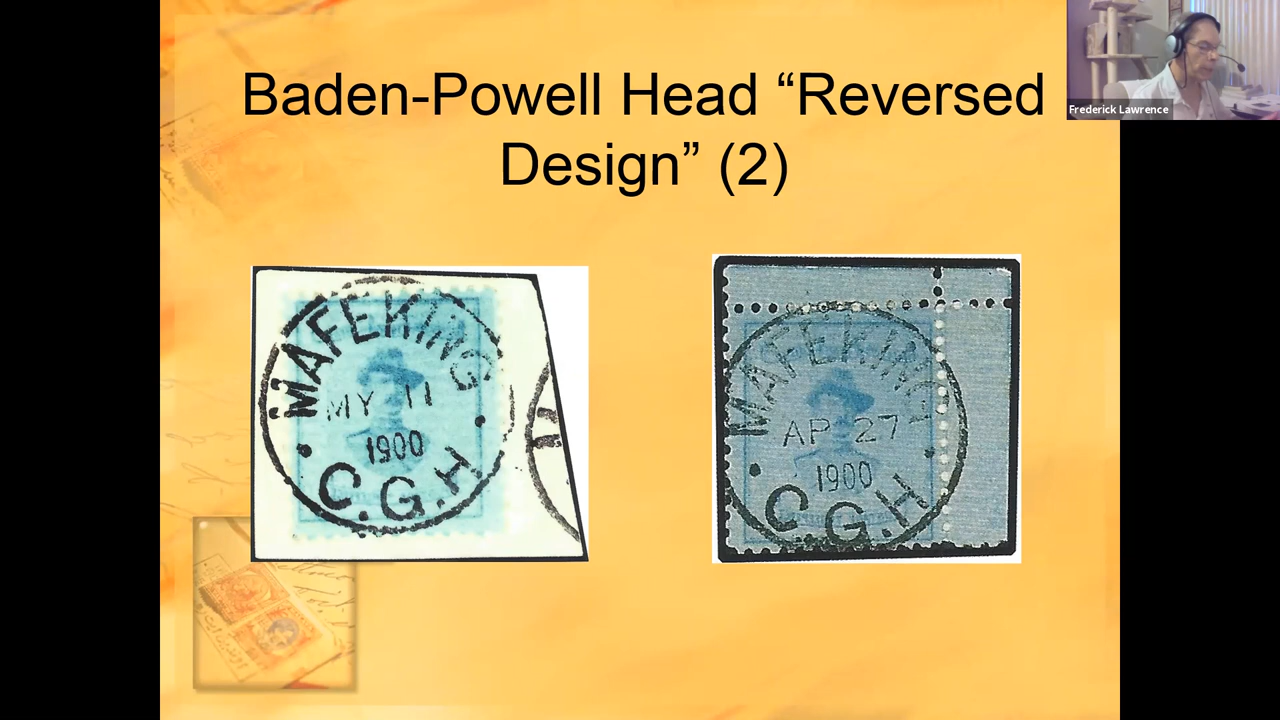 Baden-Powell Head “Reversed
Design” (2)
Frederick Lawrence
MAFEKING
MY 11
1900
C.G.H
MAFEKING
AP 27
1900
C.G.H